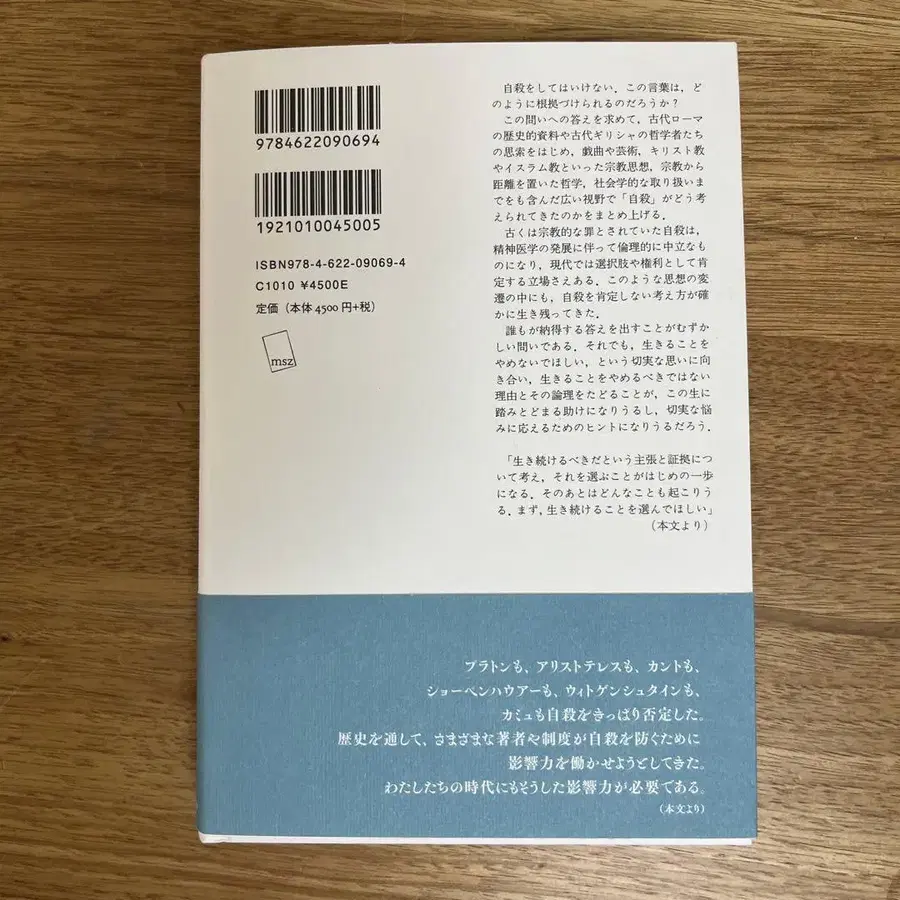 9784622090694
1921010045005
ISBN978-4-622-09069-4
C1010 ¥4500E
定価（本体 4500 円+税）
msz
自殺をしてはいけない，この言葉は，ど
のように根拠づけられるのだろうか？
この問いへの答えを求めて，古代ローマ
の歴史的資料や古代ギリシャの哲学者たち
の思索をはじめ，戯曲や芸術，キリスト教
やイスラム教といった宗教思想，宗教から
距離を置いた哲学，社会学的な取り扱いま
でをも含んだ広い視野で「自殺」がどう考
えられてきたのかをまとめ上げる．
古くは宗教的な罪とされていた自殺は，
精神医学の発展に伴って倫理的に中立なも
のになり，現代では選択肢や権利として肯
定する立場さえある．このような思想の変
遷の中にも，自殺を肯定しない考え方が確
かに生き残ってきた．
誰もが納得する答えを出すことがむずか
しい問いである．それでも，生きることを
やめないでほしい，という切実な思いに向
き合い，生きることをやめるべきではない
理由とその論理をたどることが，この生に
踏みとどまる助けになりうるし，切実な悩
みに応えるためのヒントになりうるだろう．
「生き続けるべきだという主張と証拠につ
いて考え，それを選ぶことがはじめの一歩
になる．そのあとはどんなことも起こりう
る．まず，生き続けることを選んでほしい」
（本文より）
プラトンも、アリストテレスも、カントも、
ショーペンハウアーも、ウィトゲンシュタインも、
カミュも自殺をきっぱり否定した。
歴史を通して、さまざまな著者や制度が自殺を防ぐために
影響力を働かせようとしてきた。
わたしたちの時代にもそうした影響力が必要である。
（本文より）